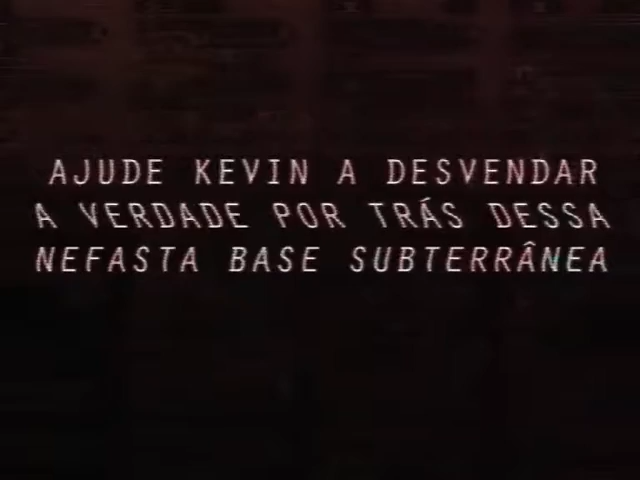 AJUDE KEVIN A DESVENDAR
A VERDADE POR TRÁS DESSA
NEFASTA BASE SUBTERRÂNEA